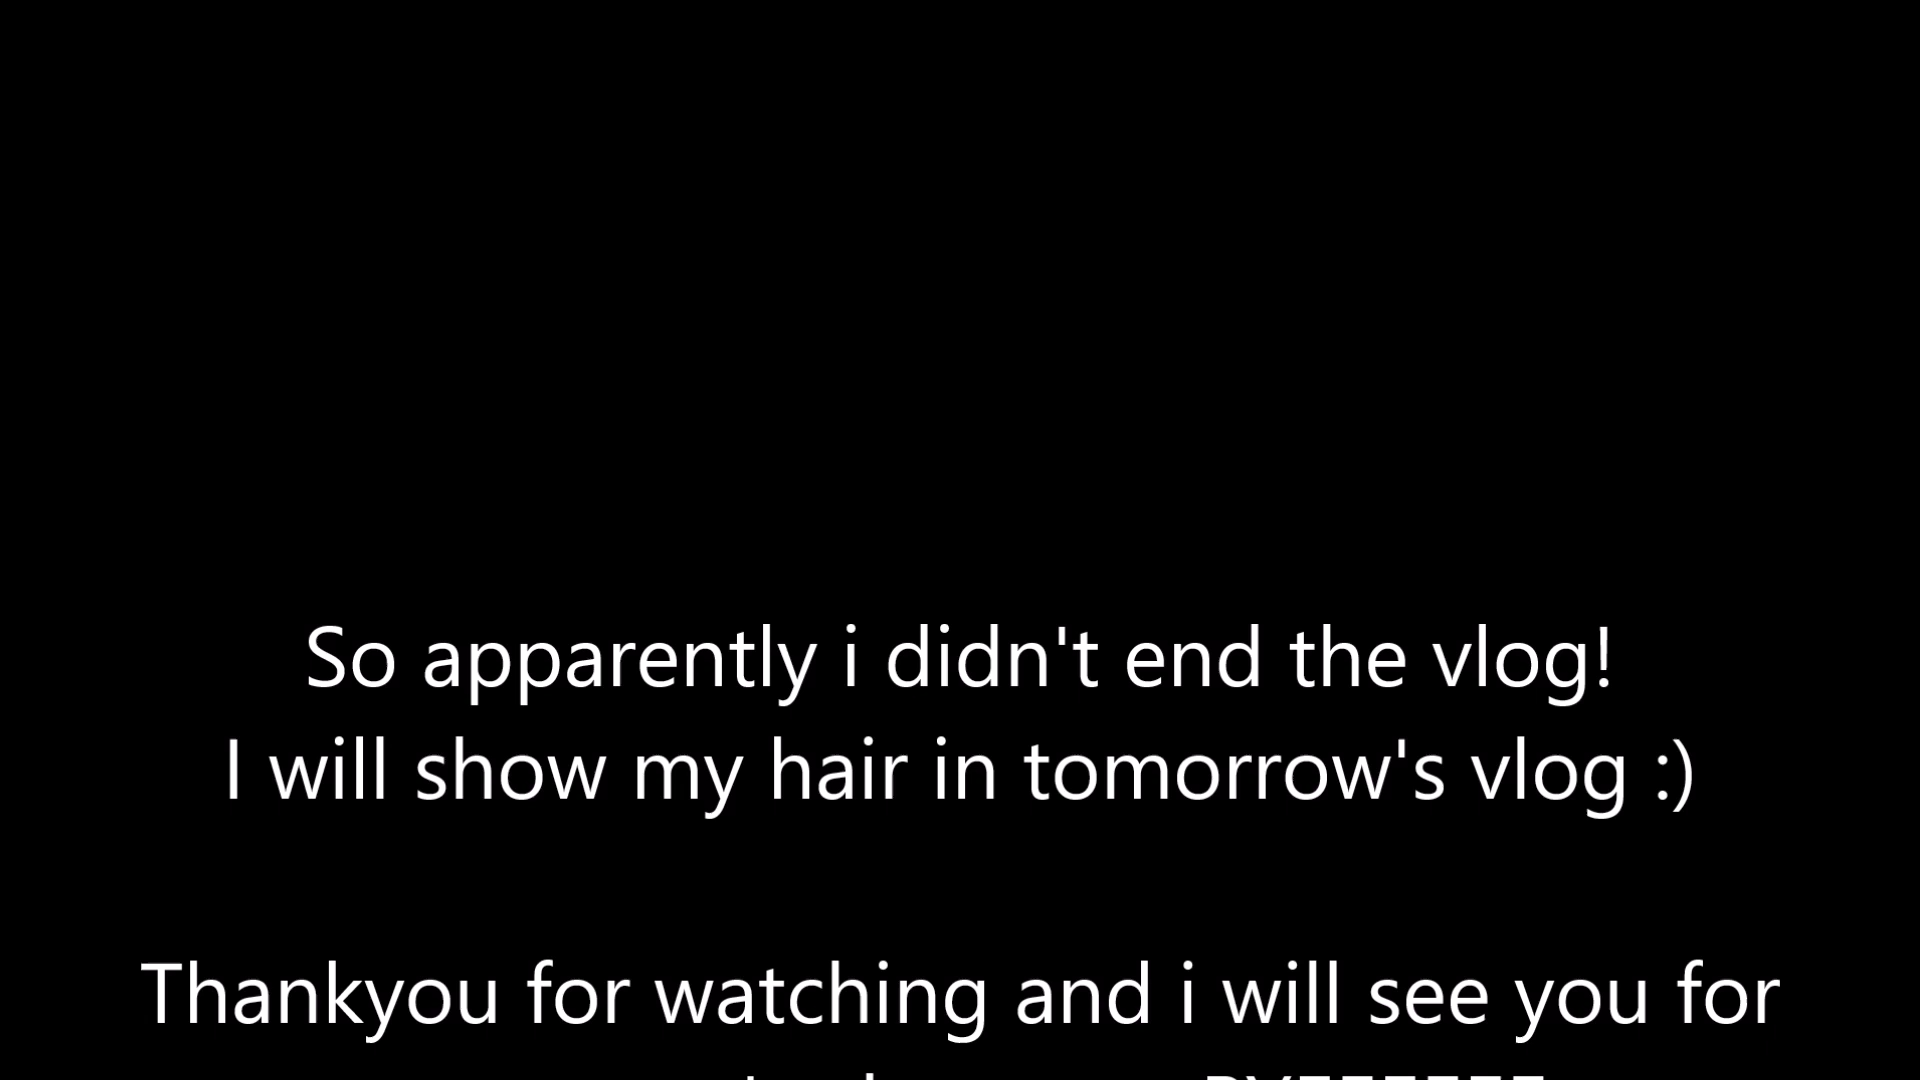 So apparently i didn't end the vlog!
I will show my hair in tomorrow's vlog :)
Thankyou for watching and i will see you for